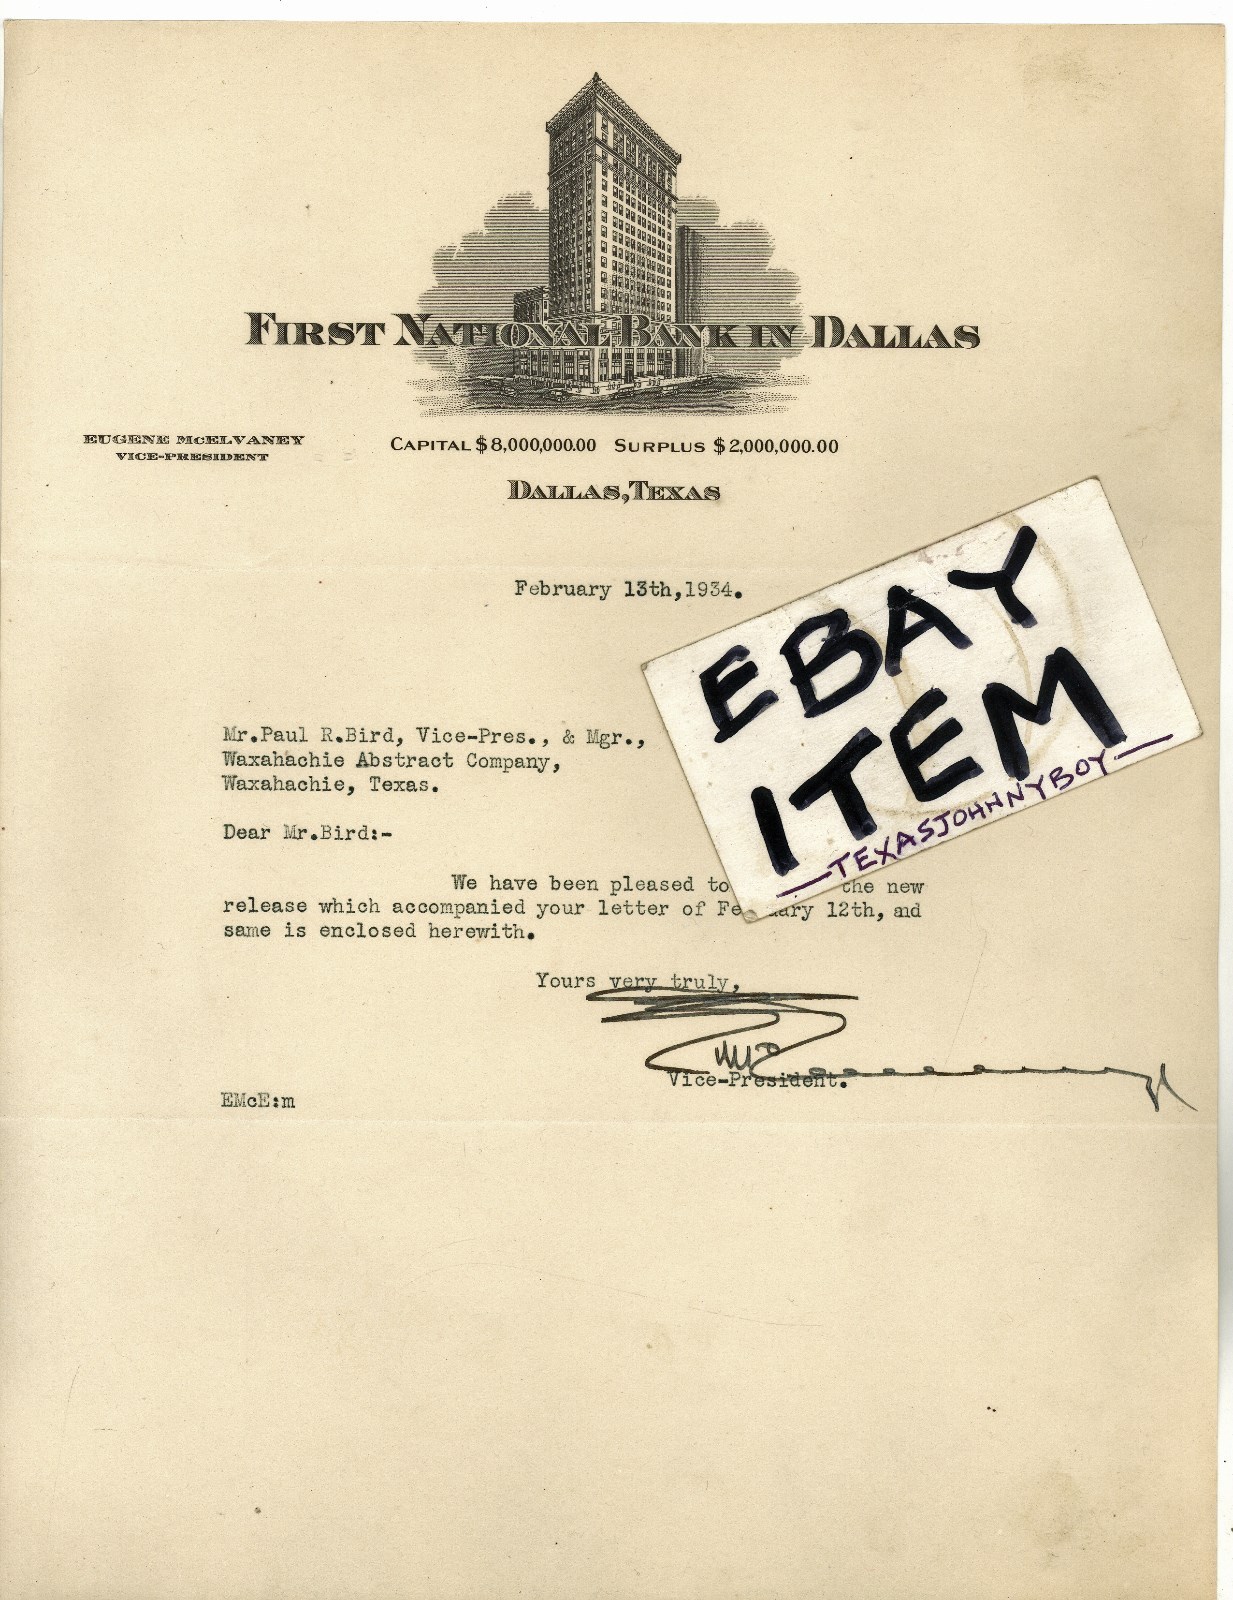 FIRST NATIONAL BANK IN DALLAS
EUGENE MCELVANEY
VICE-PRESIDENT
CAPITAL $8,000,000.00 SURPLUS $2,000,000.00
DALLAS, TEXAS
February 13th,1934.
EBAY
ITEM
TEXASJOHNNYBOY
Mr.Paul R.Bird, Vice-Pres., & Mgr.,
Waxahachie Abstract Company,
Waxahachie, Texas.
Dear Mr.Bird:-
We have been pleased to the new
release which accompanied your letter of Fe ary 12th, and
same is enclosed herewith.
Yours very truly,
Vice-President.
EMcE:m